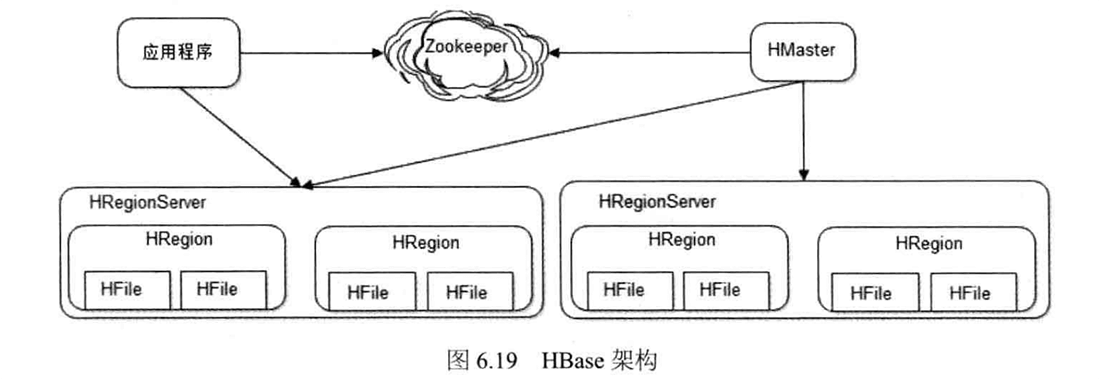 应用程序
Zookeeper
HMaster
HRegionServer
HRegion
HFile HFile
HRegion
HFile HFile
HRegionServer
HRegion
HFile HFile
HRegion
HFile HFile
图 6.19 HBase 架构